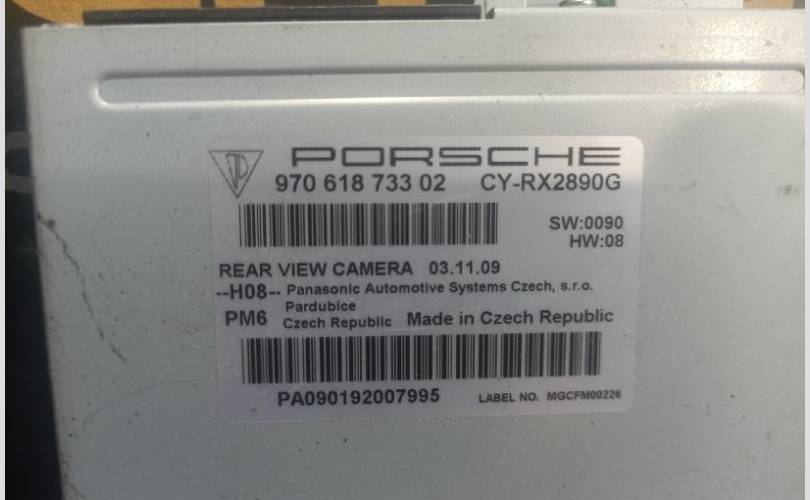 PORSCHE
970 618 733 02 CY-RX2890G
SW:0090
HW:08
REAR VIEW CAMERA 03.11.09
--H08-- Panasonic Automotive Systems Czech, s.r.o.
Pardubice
PM6 Czech Republic Made in Czech Republic
PA090192007995 LABEL NO. MGCFM00226